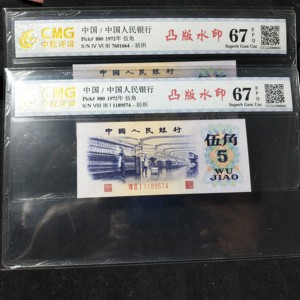 CMG
中乾评级
中国/中国人民银行
Pick# 880 1972年 伍角
S/N IV VI III 7601664 - 纺织
凸版水印
67
EPQ
Superb Gem Unc
CMG
中乾评级
中国/中国人民银行
Pick# 880 1972年 伍角
S/N VIII III I 1189574 - 纺织
凸版水印
67
EPQ
Superb Gem Unc
中国人民银行
伍角
5
WU
JIAO
1189574